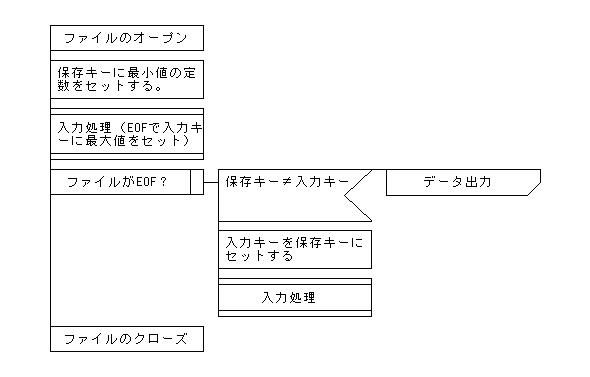 ファイルのオープン
保存キーに最小値の定
数をセットする。
入力処理（EOFで入力キ
ーに最大値をセット）
ファイルがEOF？
保存キー≠入力キー
データ出力
入力キーを保存キーに
セットする
入力処理
ファイルのクローズ